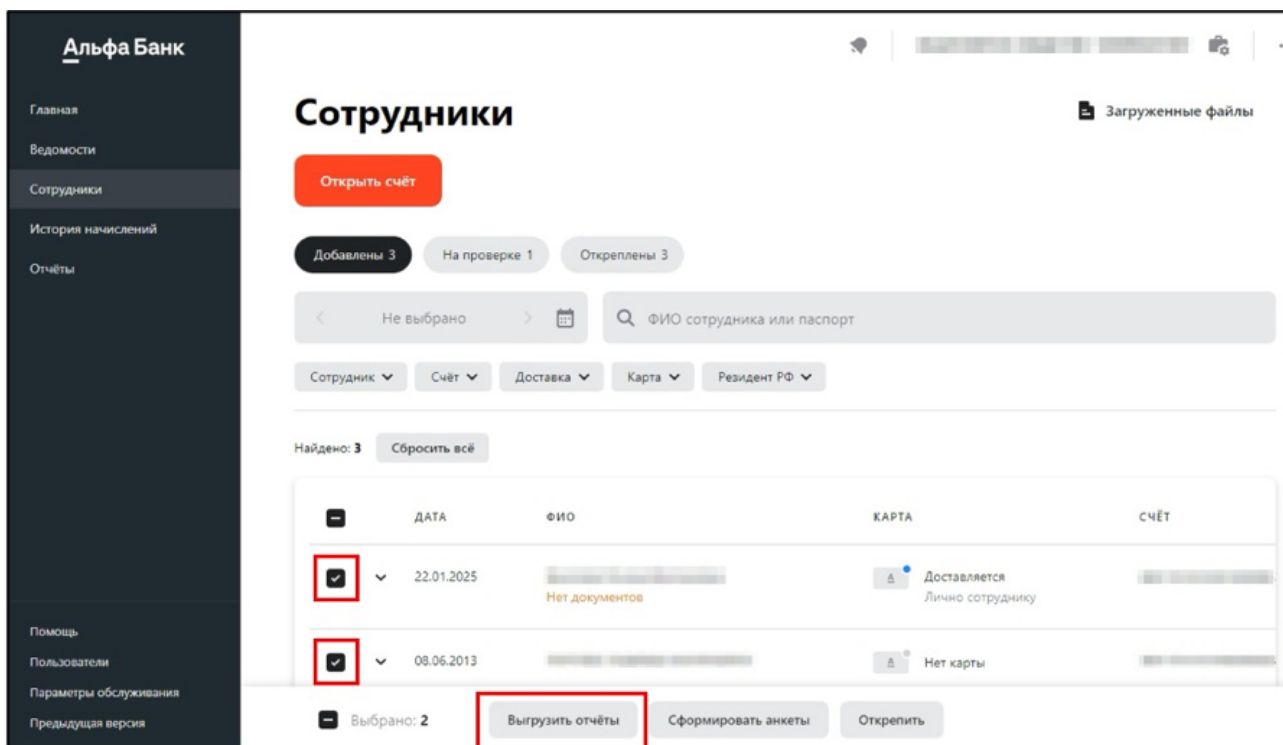 Альфа Банк
Главная
Ведомости
Сотрудники
История начислений
Отчёты
Помощь
Пользователи
Параметры обслуживания
Предыдущая версия
Сотрудники
Загруженные файлы
Открыть счёт
Добавлены 3 На проверке 1 Откреплены 3
Не выбрано ФИО сотрудника или паспорт
Сотрудник Счёт Доставка Карта Резидент РФ
Найдено: 3 Сбросить всё
ДАТА ФИО КАРТА СЧЁТ
22.01.2025 Доставляется
Нет документов Лично сотруднику
08.06.2013 Нет карты
Выбрано: 2 Выгрузить отчёты Сформировать анкеты Открепить